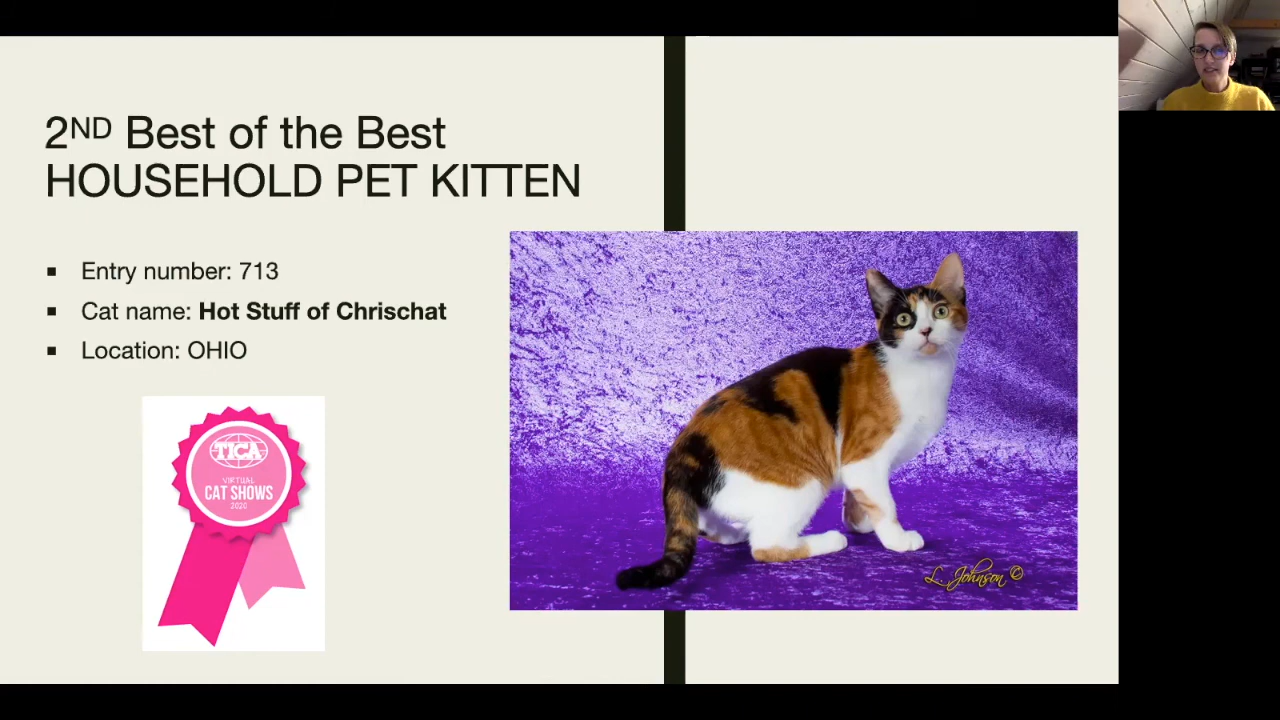 2ND Best of the Best
HOUSEHOLD PET KITTEN
▪ Entry number: 713
▪ Cat name: Hot Stuff of Chrischat
▪ Location: OHIO
TICA
VIRTUAL
CAT SHOWS
2020
L. Johnson ©